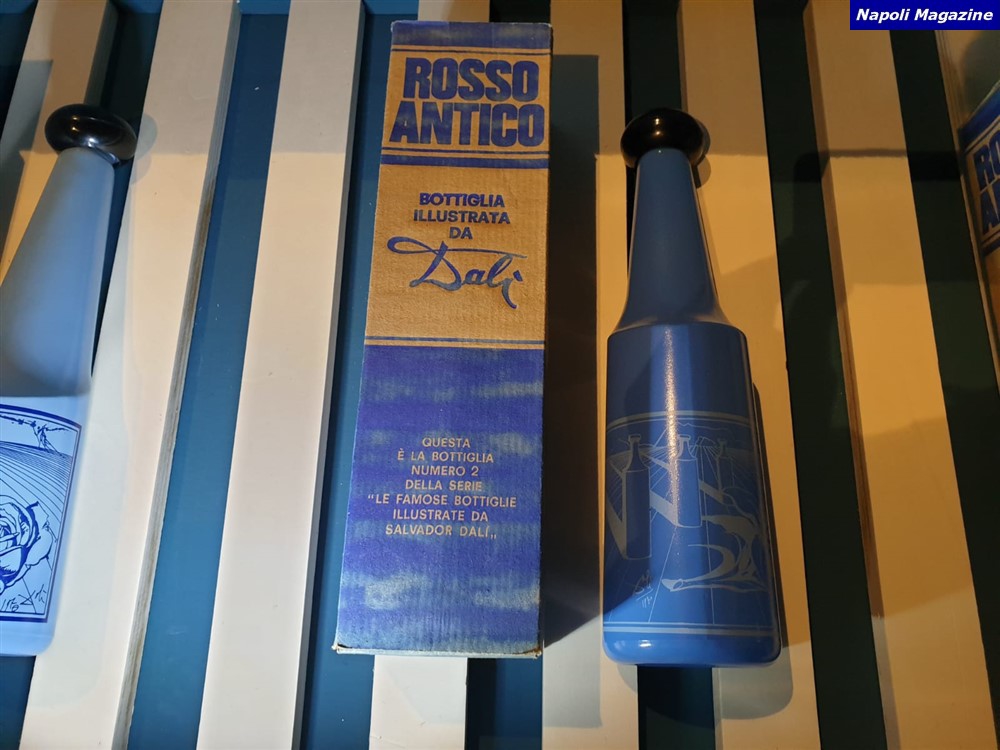 Napoli Magazine
ROSSO
ANTICO
BOTTIGLIA
ILLUSTRATA
DA
Dalí
QUESTA
È LA BOTTIGLIA
NUMERO 2
DELLA SERIE
"LE FAMOSE BOTTIGLIE
ILLUSTRATE DA
SALVADOR DALÍ„